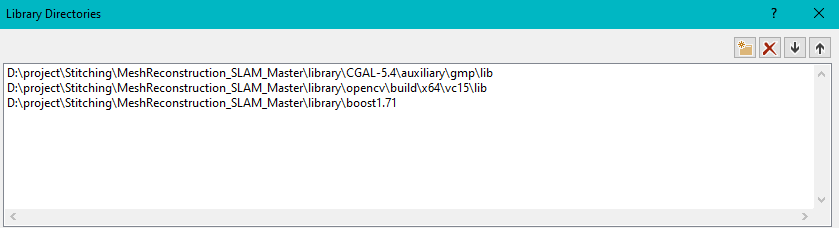 Library Directories
?
D:\project\Stitching\MeshReconstruction_SLAM_Master\library\CGAL-5.4\auxiliary\gmp\lib
D:\project\Stitching\MeshReconstruction_SLAM_Master\library\opencv\build\x64\vc15\lib
D:\project\Stitching\MeshReconstruction_SLAM_Master\library\boost1.71